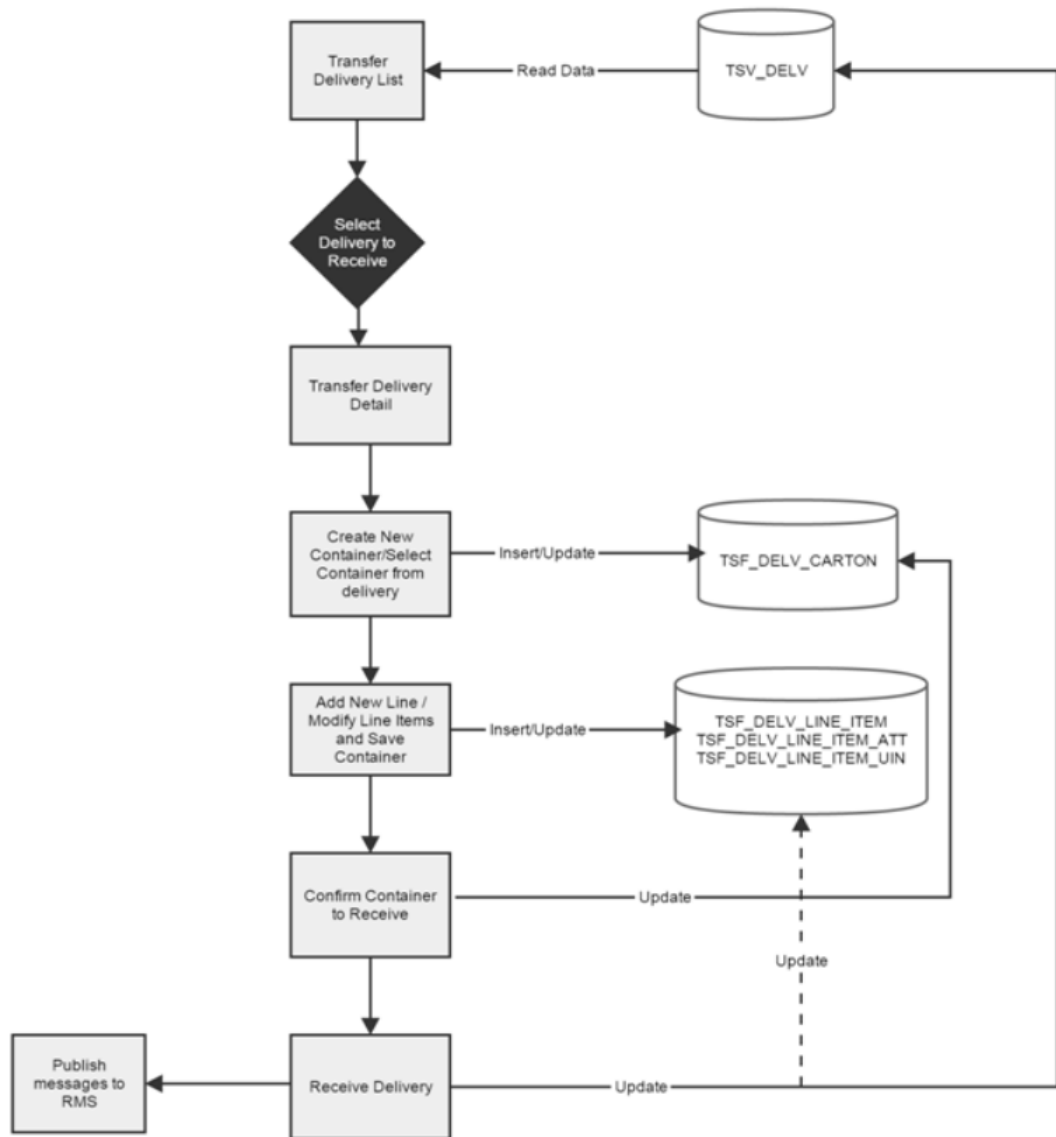 Transfer
Delivery List
Read Data
TSV_DELV
Select
Delivery to
Receive
Transfer Delivery
Detail
Create New
Container/Select
Container from
delivery
Insert/Update
TSF_DELV_CARTON
Add New Line /
Modify Line Items
and Save
Container
Insert/Update
TSF_DELV_LINE_ITEM
TSF_DELV_LINE_ITEM_ATT
TSF_DELV_LINE_ITEM_UIN
Confirm Container
to Receive
Update
Update
Publish
messages to
RMS
Receive Delivery
Update